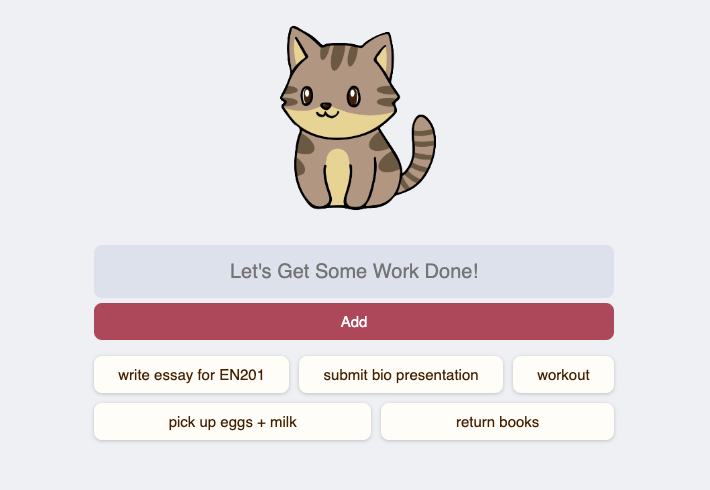 Let's Get Some Work Done!
Add
write essay for EN201
submit bio presentation
workout
pick up eggs + milk
return books